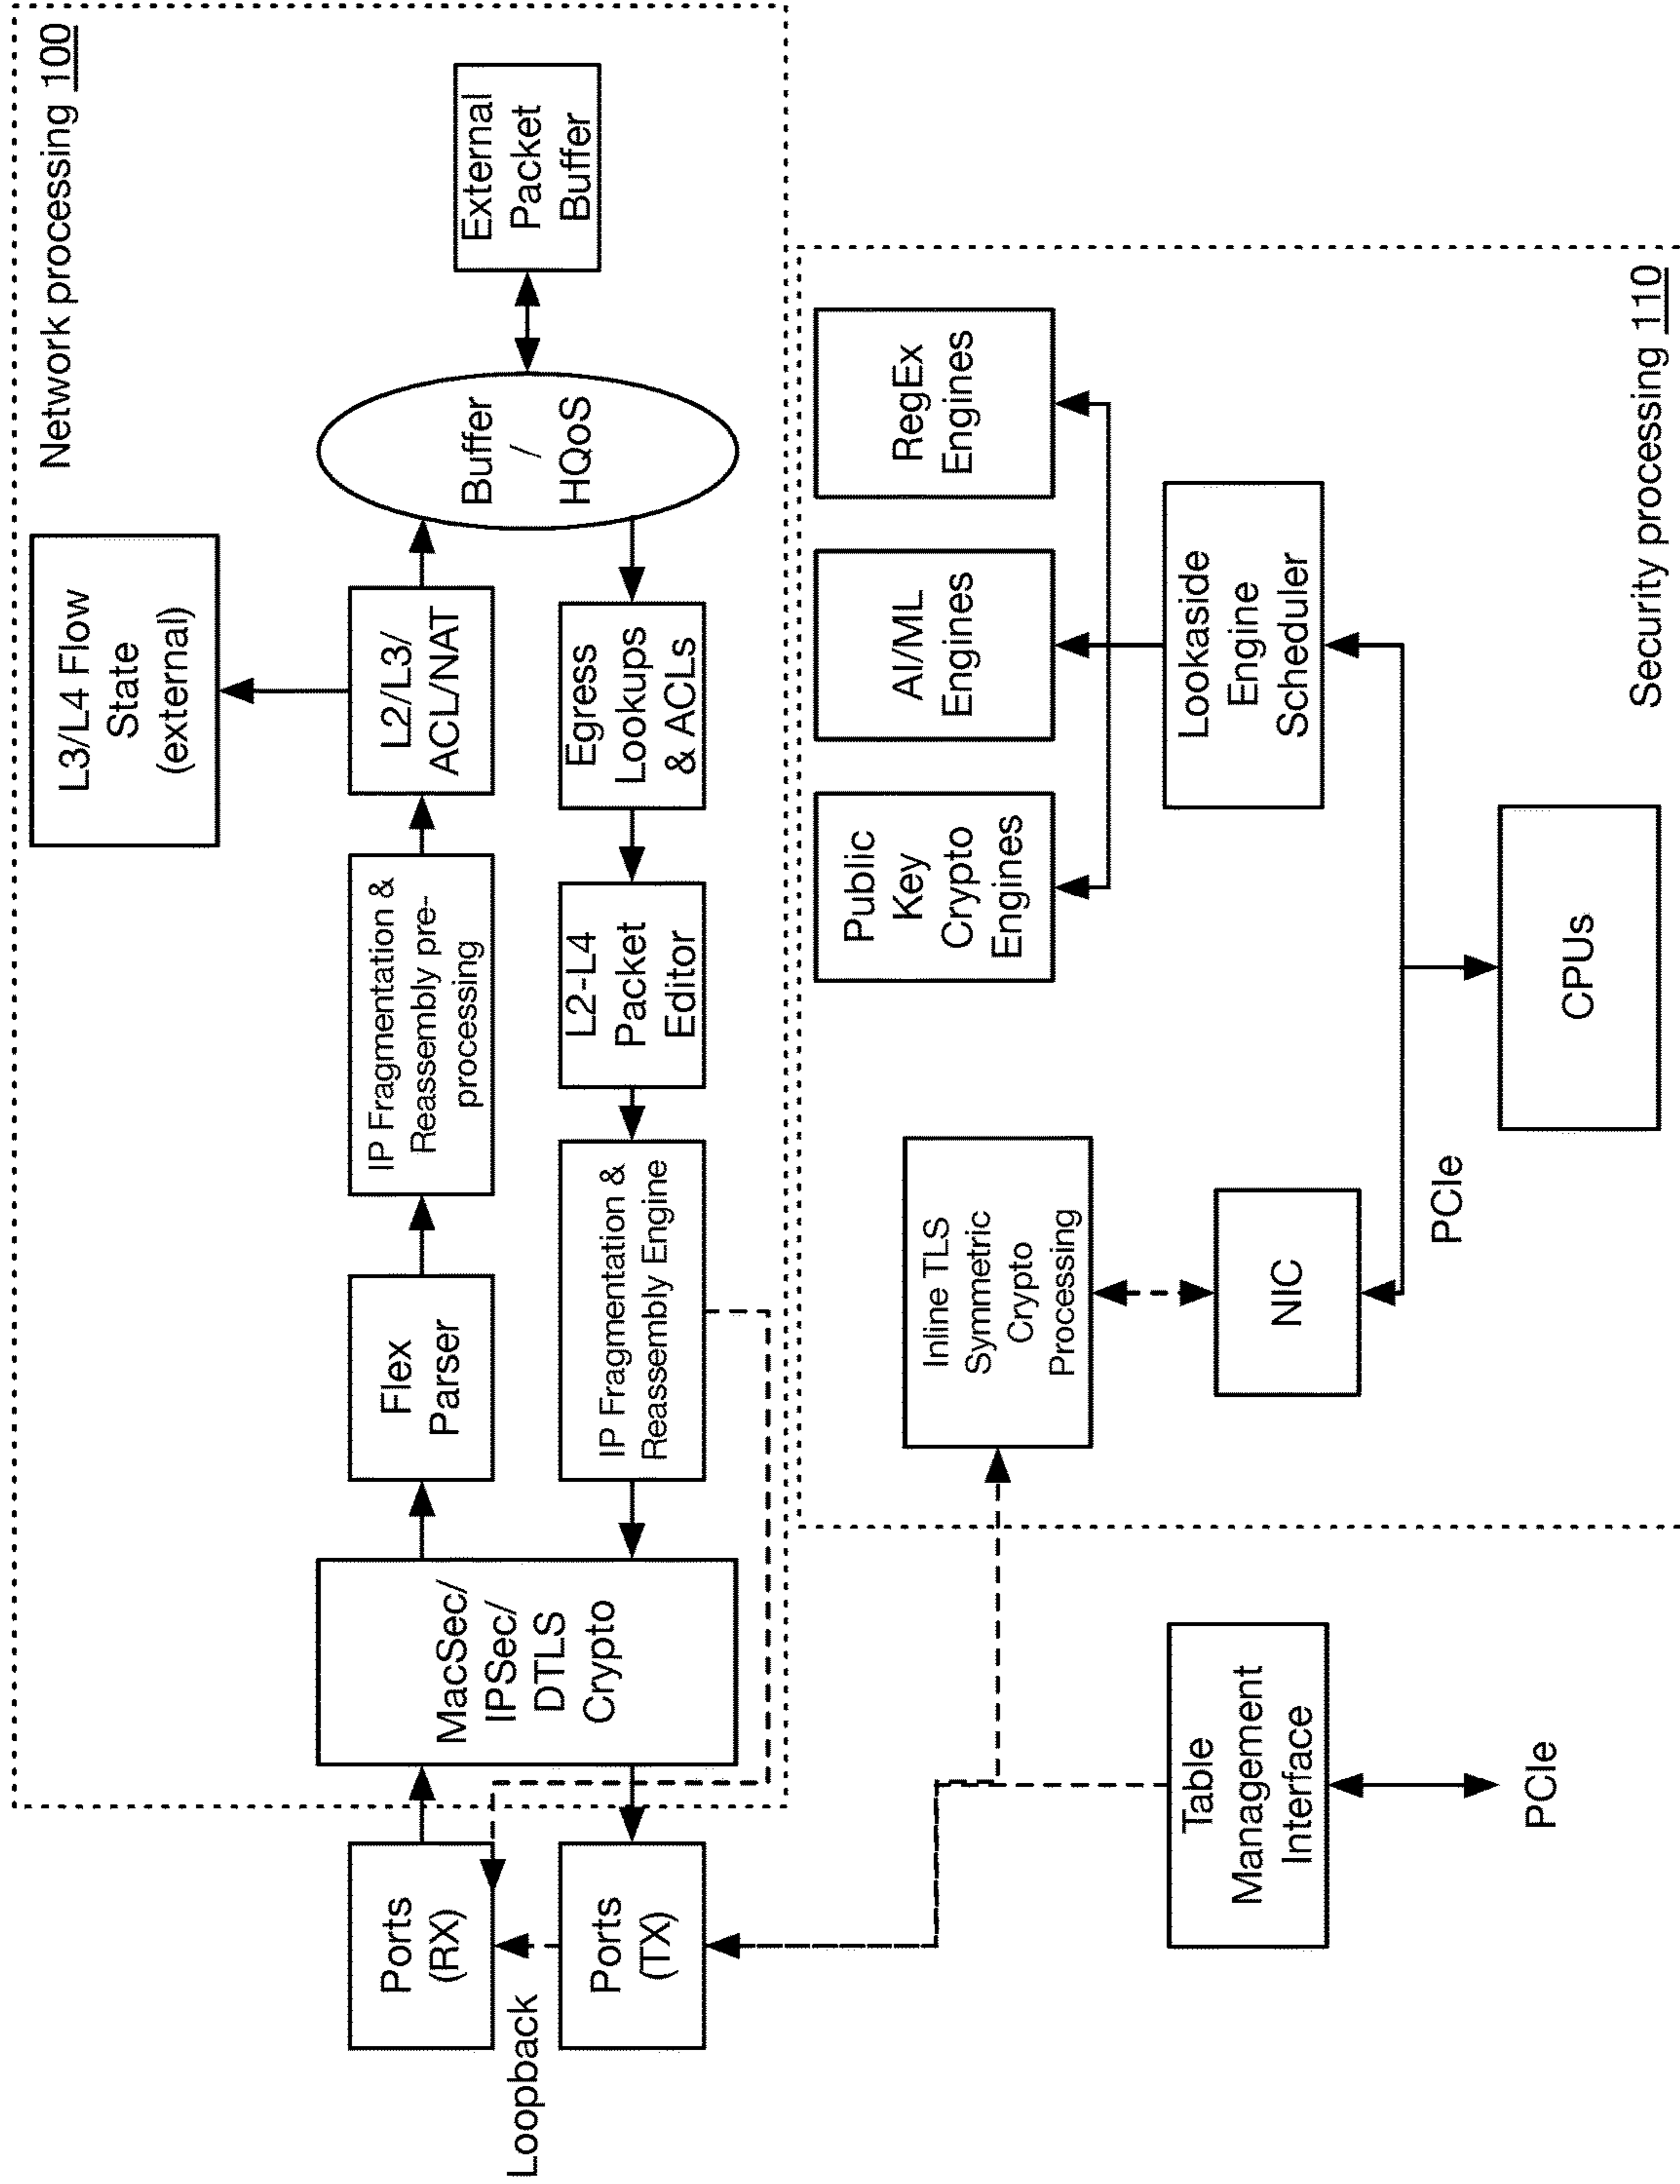 Network processing 100
L3/L4 Flow
State
(external)
Ports
(RX)
MacSec/
IPSec/
DTLS
Crypto
Flex
Parser
IP Fragmentation &
Reassembly pre-
processing
L2/L3/
ACL/NAT
Buffer
/
HQoS
External
Packet
Buffer
Loopback
Ports
(TX)
IP Fragmentation &
Reassembly Engine
L2-L4
Packet
Editor
Egress
Lookups
& ACLs
Public
Key
Crypto
Engines
AI/ML
Engines
RegEx
Engines
Inline TLS
Symmetric
Crypto
Processing
Table
Management
Interface
PCIe
NIC
PCIe
Lookaside
Engine
Scheduler
CPUs
Security processing 110